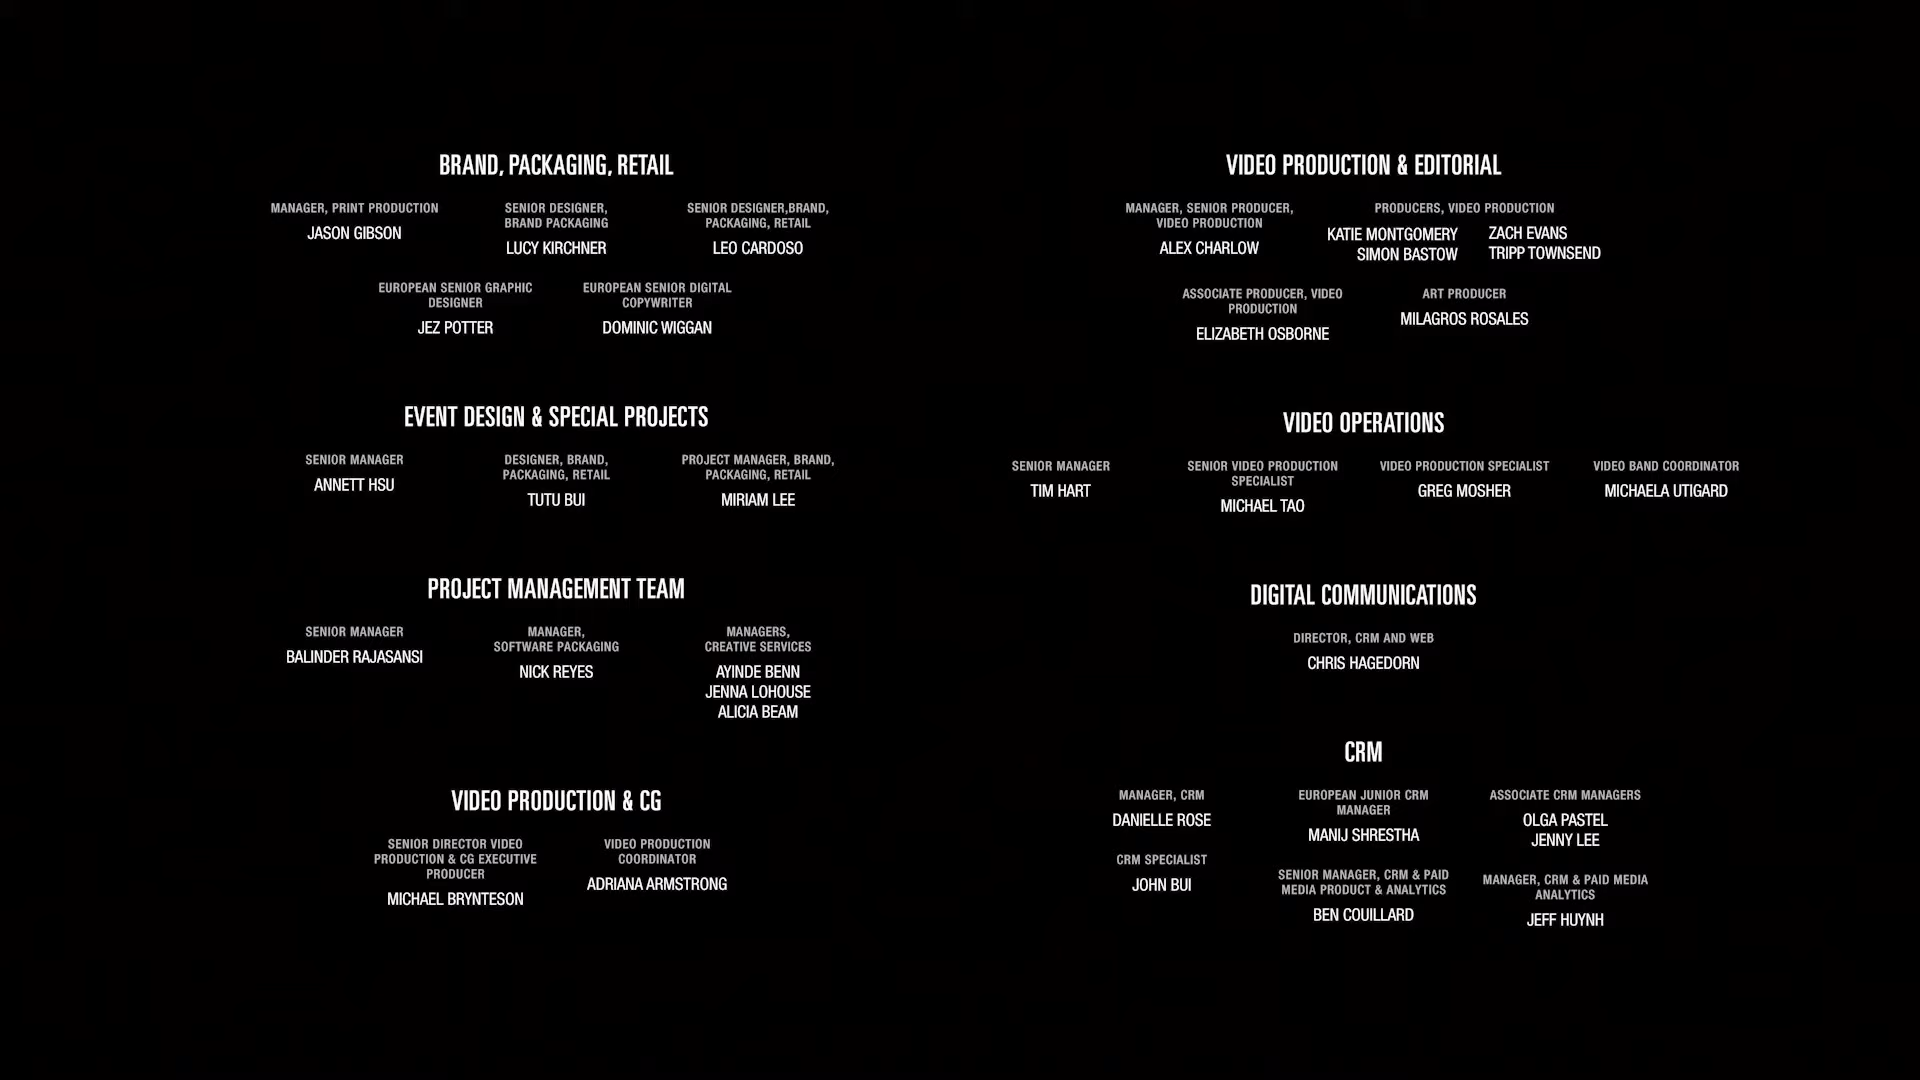 BRAND, PACKAGING, RETAIL
MANAGER, PRINT PRODUCTION
JASON GIBSON
SENIOR DESIGNER,
BRAND PACKAGING
LUCY KIRCHNER
SENIOR DESIGNER,BRAND,
PACKAGING, RETAIL
LEO CARDOSO
EUROPEAN SENIOR GRAPHIC
DESIGNER
JEZ POTTER
EUROPEAN SENIOR DIGITAL
COPYWRITER
DOMINIC WIGGAN
EVENT DESIGN & SPECIAL PROJECTS
SENIOR MANAGER
ANNETT HSU
DESIGNER, BRAND,
PACKAGING, RETAIL
TUTU BUI
PROJECT MANAGER, BRAND,
PACKAGING, RETAIL
MIRIAM LEE
PROJECT MANAGEMENT TEAM
SENIOR MANAGER
BALINDER RAJASANSI
MANAGER,
SOFTWARE PACKAGING
NICK REYES
MANAGERS,
CREATIVE SERVICES
AYINDE BENN
JENNA LOHOUSE
ALICIA BEAM
VIDEO PRODUCTION & CG
SENIOR DIRECTOR VIDEO
PRODUCTION & CG EXECUTIVE
PRODUCER
MICHAEL BRYNTESON
VIDEO PRODUCTION
COORDINATOR
ADRIANA ARMSTRONG
VIDEO PRODUCTION & EDITORIAL
MANAGER, SENIOR PRODUCER,
VIDEO PRODUCTION
ALEX CHARLOW
PRODUCERS, VIDEO PRODUCTION
KATIE MONTGOMERY
SIMON BASTOW
ZACH EVANS
TRIPP TOWNSEND
ASSOCIATE PRODUCER, VIDEO
PRODUCTION
ELIZABETH OSBORNE
ART PRODUCER
MILAGROS ROSALES
VIDEO OPERATIONS
SENIOR MANAGER
TIM HART
SENIOR VIDEO PRODUCTION
SPECIALIST
MICHAEL TAO
VIDEO PRODUCTION SPECIALIST
GREG MOSHER
VIDEO BAND COORDINATOR
MICHAELA UTIGARD
DIGITAL COMMUNICATIONS
DIRECTOR, CRM AND WEB
CHRIS HAGEDORN
CRM
MANAGER, CRM
DANIELLE ROSE
EUROPEAN JUNIOR CRM
MANAGER
MANIJ SHRESTHA
ASSOCIATE CRM MANAGERS
OLGA PASTEL
JENNY LEE
CRM SPECIALIST
JOHN BUI
SENIOR MANAGER, CRM & PAID
MEDIA PRODUCT & ANALYTICS
BEN COUILLARD
MANAGER, CRM & PAID MEDIA
ANALYTICS
JEFF HUYNH